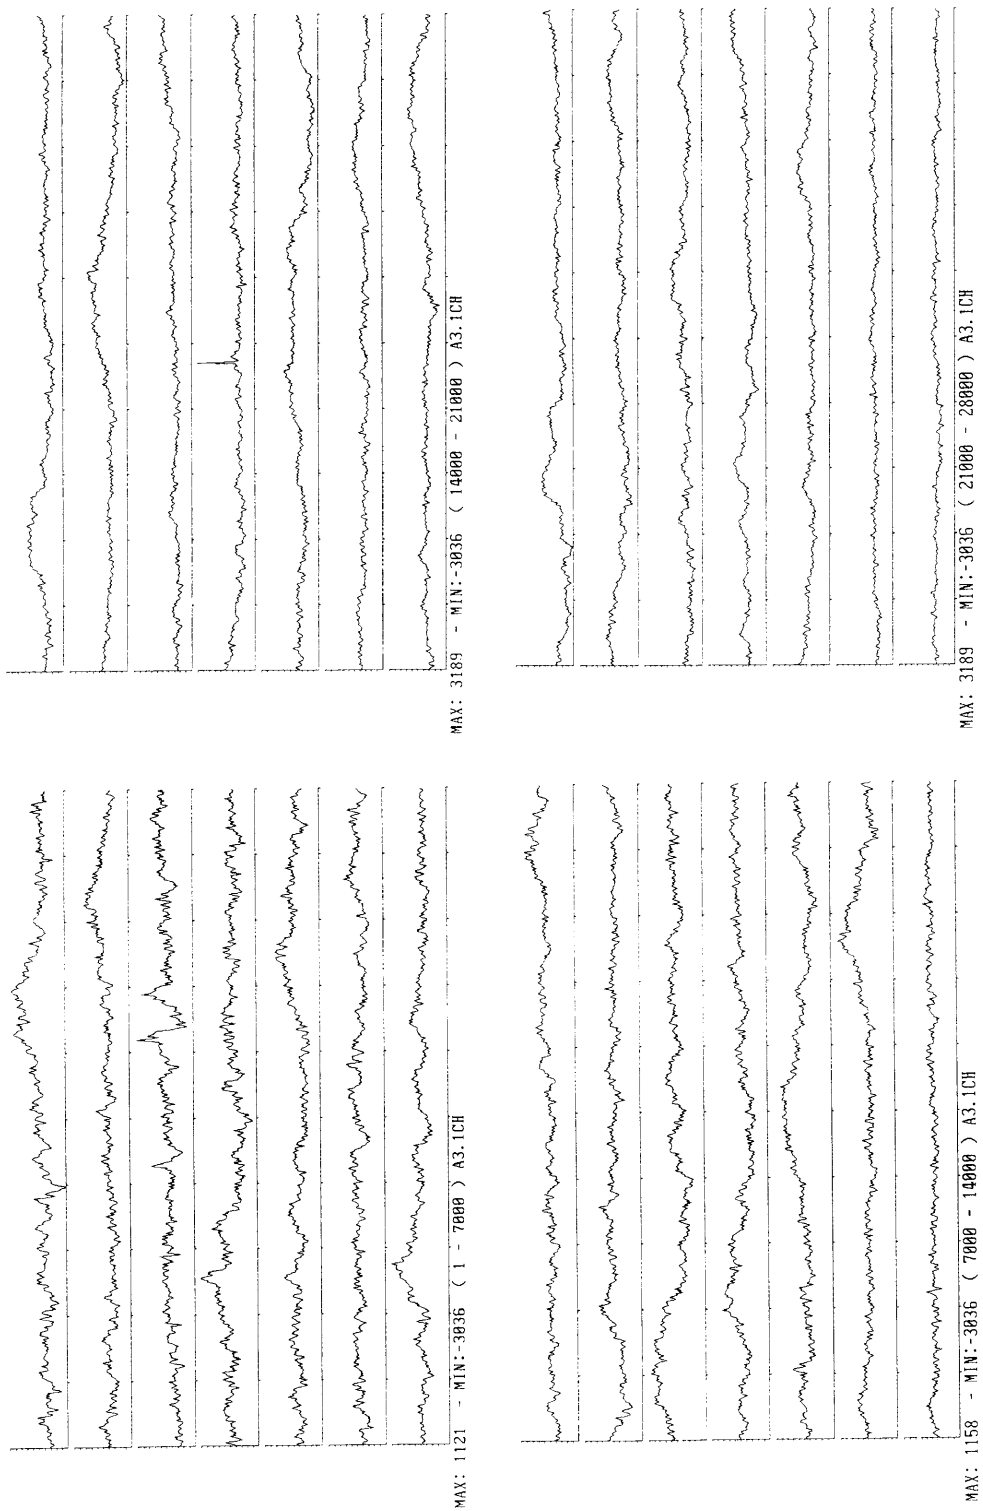 MAX: 1121 - MIN:-3036 ( 1 - 7000 ) A3.1CH
MAX: 1158 - MIN:-3036 ( 7000 - 14000 ) A3.1CH
MAX: 3189 - MIN:-3036 ( 14000 - 21000 ) A3.1CH
MAX: 3189 - MIN:-3036 ( 21000 - 28000 ) A3.1CH